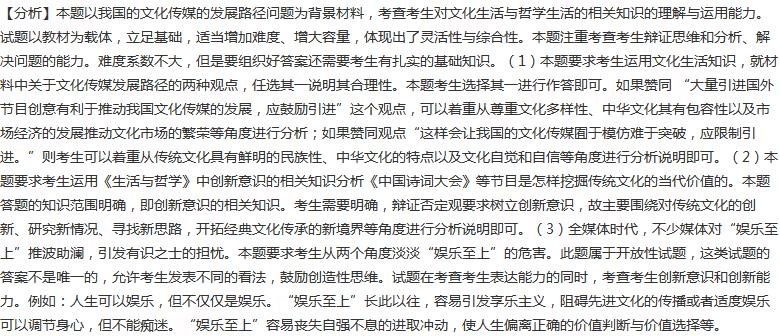 【分析】本题以我国的文化传媒的发展路径问题为背景材料，考查考生对文化生活与哲学生活的相关知识的理解与运用能力。
试题以教材为载体，立足基础，适当增加难度、增大容量，体现出了灵活性与综合性。本题注重考查考生辩证思维和分析、解
决问题的能力。难度系数不大，但是要组织好答案还需要考生有扎实的基础知识。（1）本题要求考生运用文化生活知识，就材
料中关于文化传媒发展路径的两种观点，任选其一说明其合理性。本题考生选择其一进行作答即可。如果赞同 “大量引进国外
节目创意有利于推动我国文化传媒的发展，应鼓励引进”这个观点，可以着重从尊重文化多样性、中华文化其有包容性以及市
场经济的发展推动文化市场的繁荣等角度进行分析；如果赞同观点“这样会让我国的文化传媒囿于模仿难于突破，应限制引
进。”则考生可以着重从传统文化具有鲜明的民族性、中华文化的特点以及文化自觉和自信等角度进行分析说明即可。（2）本
题要求考生运用《生活与哲学》中创新意识的相关知识分析《中国诗词大会》等节目是怎样挖掘传统文化的当代价值的。本题
答题的知识范围明确，即创新意识的相关知识。考生需要明确，辩证否定观要求树立创新意识，故主要围绕对传统文化的创
新、研究新情况、寻找新思路，开拓经典文化传承的新境界等角度进行分析说明即可。（3）全媒体时代，不少媒体对“娱乐至
上”推波助澜，引发有识之士的担忧。本题要求考生从两个角度淡淡“娱乐至上”的危害。此题属于开放性试题，这类试题的
答案不是唯一的，允许考生发表不同的看法，鼓励创造性思维。试题在考查考生表达能力的同时，考查考生创新意识和创新能
力。例如：人生可以娱乐，但不仅仅是娱乐。“娱乐至上”长此以往，容易引发享乐主义，阻碍先进文化的传播或者适度娱乐
可以调节身心，但不能痴迷。“娱乐至上”容易丧失自强不息的进取冲动，使人生偏离正确的价值判断与价值选择等。